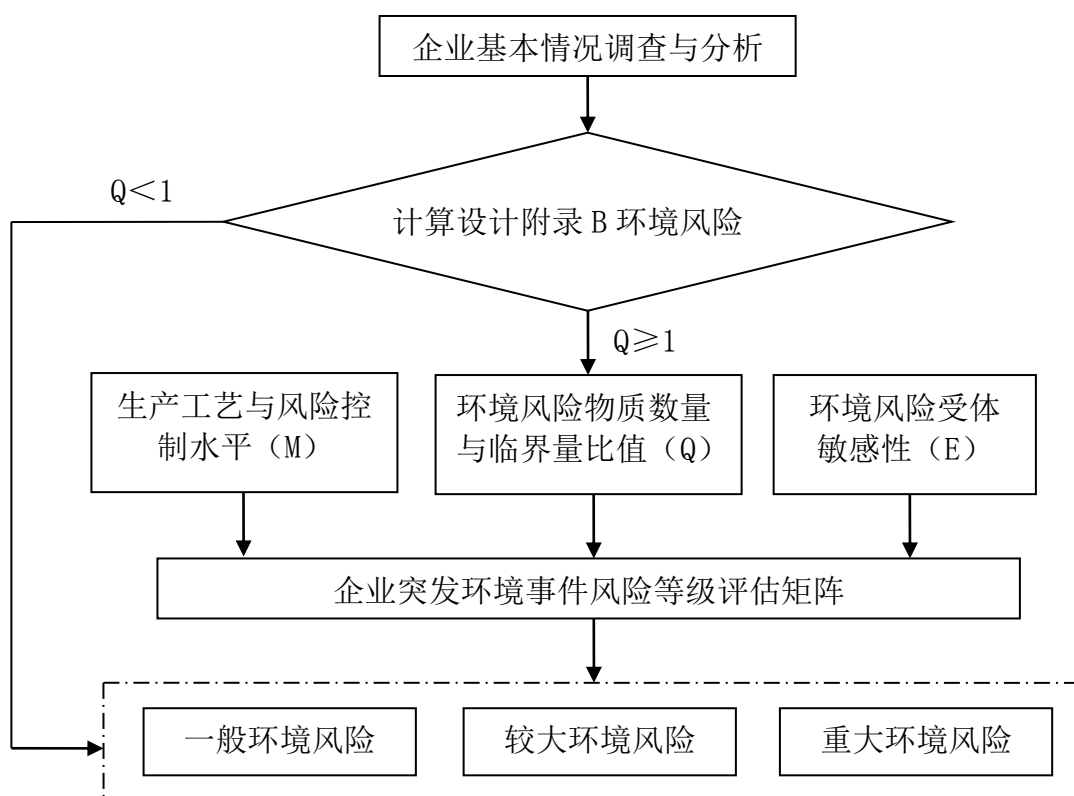 企业基本情况调查与分析
Q＜1
计算设计附录 B 环境风险
Q≥1
生产工艺与风险控
制水平（M）
环境风险物质数量
与临界量比值（Q）
环境风险受体
敏感性（E）
企业突发环境事件风险等级评估矩阵
一般环境风险
较大环境风险
重大环境风险